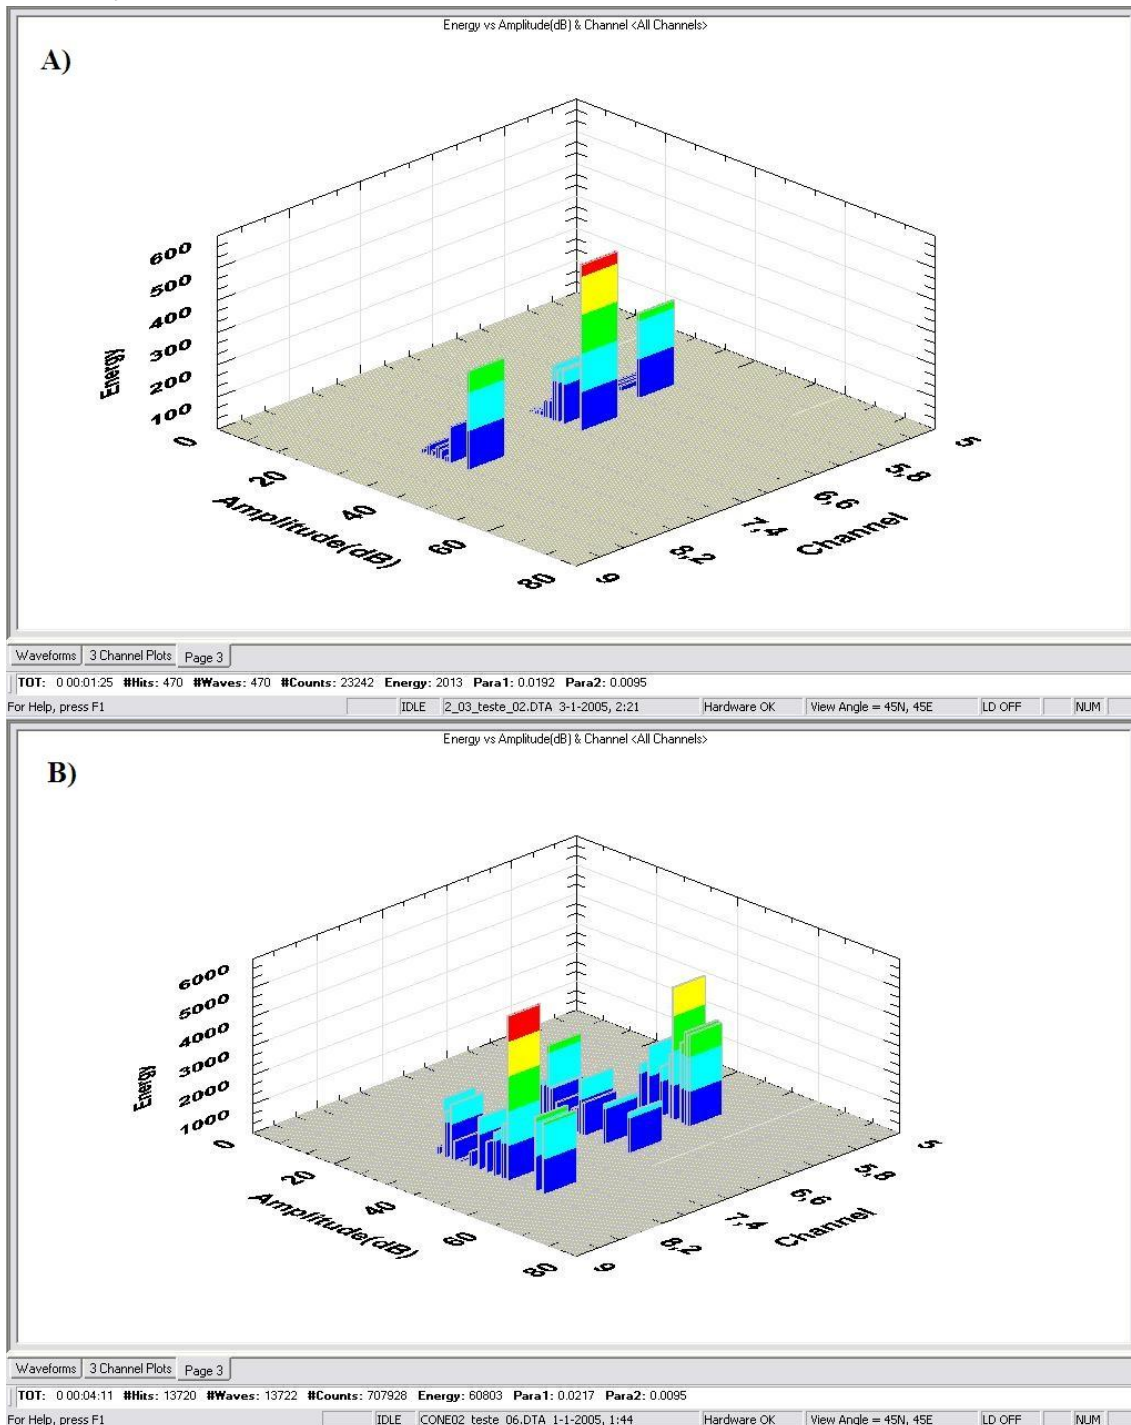 Energy vs Amplitude(dB) & Channel <All Channels>
A)
600
500
400
300
200
100
0
Energy
20
40
60
80
Amplitude(dB)
5
5,8
6,6
7,4
8,2
9
Channel
Waveforms 3 Channel Plots Page 3
TOT: 0 00:01:25 #Hits: 470 #Waves: 470 #Counts: 23242 Energy: 2013 Para1: 0.0192 Para2: 0.0095
For Help, press F1 IDLE 2_03_teste_02.DTA 3-1-2005, 2:21 Hardware OK View Angle = 45N, 45E LD OFF NUM
Energy vs Amplitude(dB) & Channel <All Channels>
B)
6000
5000
4000
3000
2000
1000
0
Energy
20
40
60
80
Amplitude(dB)
5
5,8
6,6
7,4
8,2
9
Channel
Waveforms 3 Channel Plots Page 3
TOT: 0 00:04:11 #Hits: 13720 #Waves: 13722 #Counts: 707928 Energy: 60803 Para1: 0.0217 Para2: 0.0095
For Help, press F1 IDLE CONE02_teste_06.DTA 1-1-2005, 1:44 Hardware OK View Angle = 45N, 45E LD OFF NUM